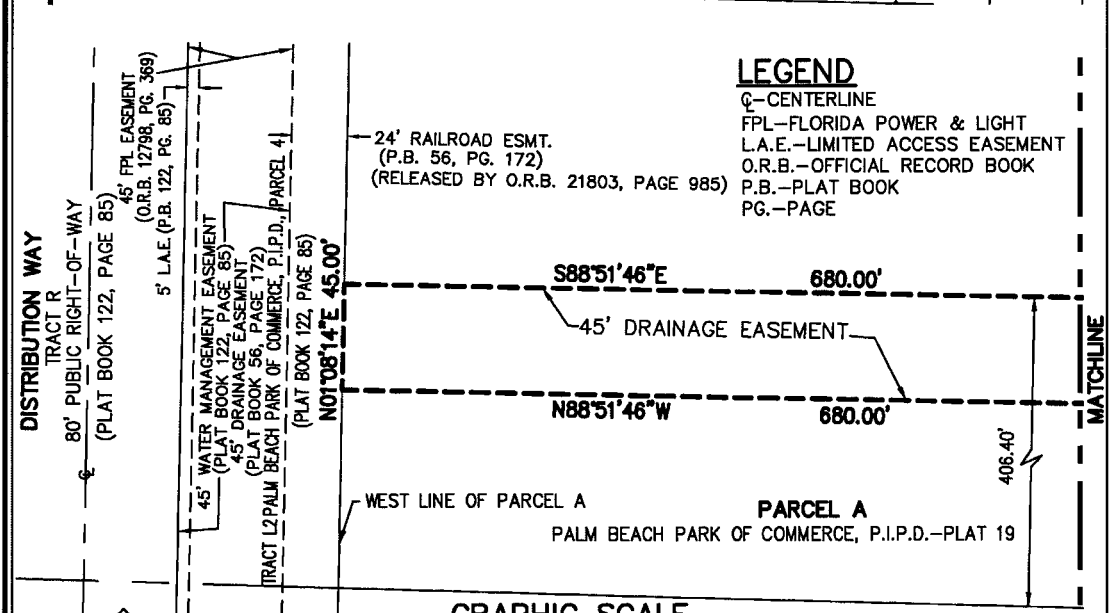 DISTRIBUTION WAY
TRACT R
80' PUBLIC RIGHT-OF-WAY
(PLAT BOOK 122, PAGE 85)
℄
45' FPL EASEMENT
(O.R.B. 12798, PG. 369)
5' L.A.E. (P.B. 122, PG. 85)
45' WATER MANAGEMENT EASEMENT
(PLAT BOOK 122, PAGE 85)
45' DRAINAGE EASEMENT
(PLAT BOOK 56, PAGE 172)
TRACT L2 PALM BEACH PARK OF COMMERCE, P.I.P.D., PARCEL 4
(PLAT BOOK 122, PAGE 85)
N01°08'14"E 45.00'
24' RAILROAD ESMT.
(P.B. 56, PG. 172)
(RELEASED BY O.R.B. 21803, PAGE 985)
LEGEND
℄-CENTERLINE
FPL-FLORIDA POWER & LIGHT
L.A.E.-LIMITED ACCESS EASEMENT
O.R.B.-OFFICIAL RECORD BOOK
P.B.-PLAT BOOK
PG.-PAGE
S88°51'46"E 680.00'
45' DRAINAGE EASEMENT
N88°51'46"W 680.00'
MATCHLINE
406.40'
WEST LINE OF PARCEL A
PARCEL A
PALM BEACH PARK OF COMMERCE, P.I.P.D.-PLAT 19
GRAPHIC SCALE